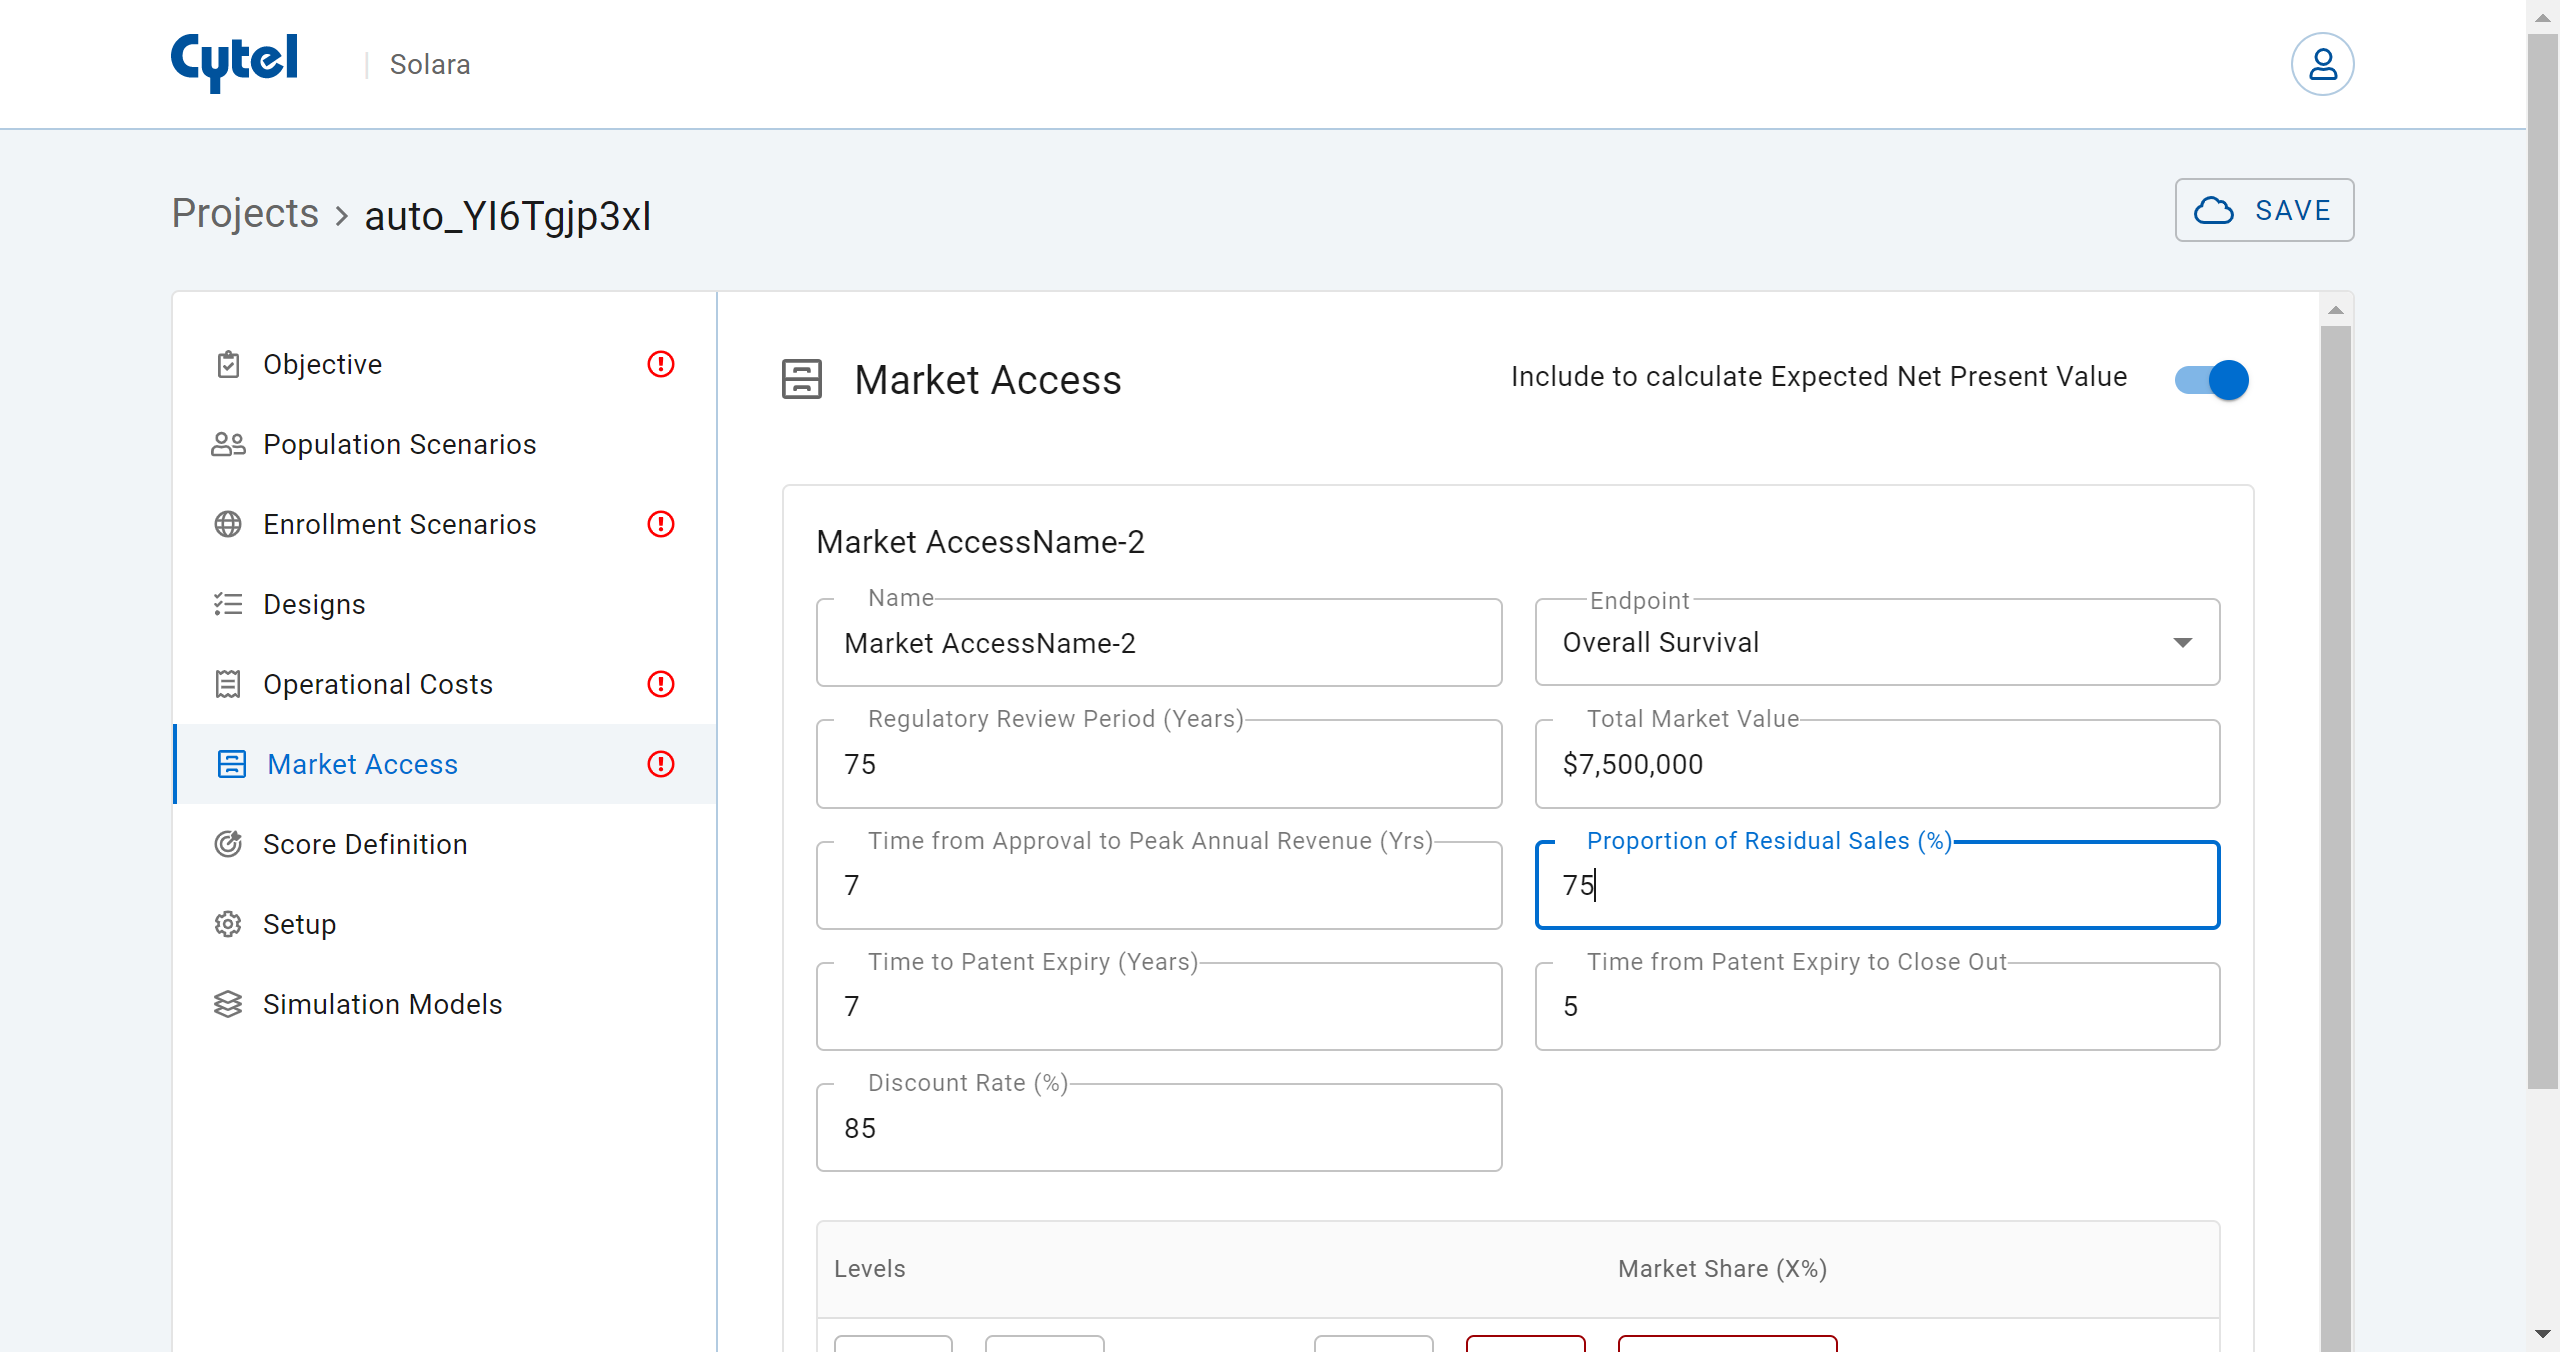 Cytel
Solara
Projects > auto_YI6Tgjp3xI
SAVE
Objective
Population Scenarios
Enrollment Scenarios
Designs
Operational Costs
Market Access
Score Definition
Setup
Simulation Models
Market Access
Include to calculate Expected Net Present Value
Market AccessName-2
Name
Market AccessName-2
Endpoint
Overall Survival
Regulatory Review Period (Years)
75
Total Market Value
$7,500,000
Time from Approval to Peak Annual Revenue (Yrs)
7
Proportion of Residual Sales (%)
75
Time to Patent Expiry (Years)
7
Time from Patent Expiry to Close Out
5
Discount Rate (%)
85
Levels
Market Share (X%)